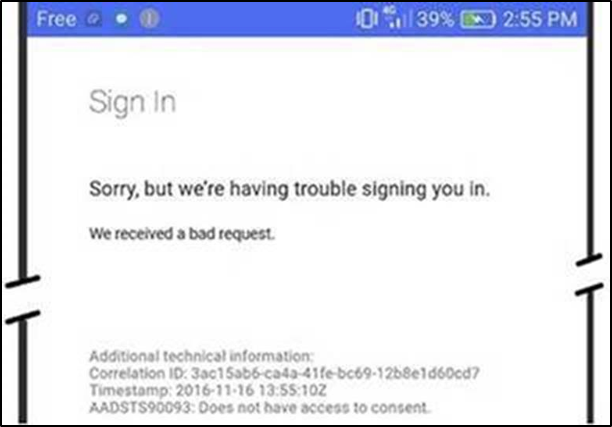 Free 4G 39% 2:55 PM
Sign In
Sorry, but we're having trouble signing you in.
We received a bad request.
Additional technical information:
Correlation ID: 3ac15ab6-ca4a-41fe-bc69-12b8e1d60cd7
Timestamp: 2016-11-16 13:55:10Z
AADSTS90093: Does not have access to consent.